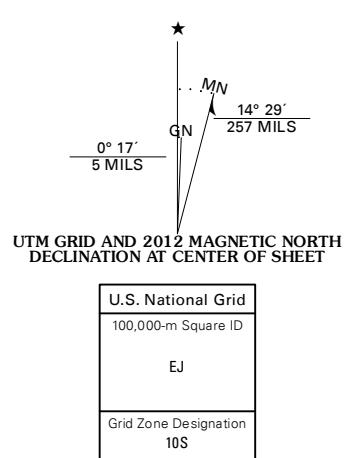 ★
MN
GN
14° 29´
257 MILS
0° 17´
5 MILS
UTM GRID AND 2012 MAGNETIC NORTH
DECLINATION AT CENTER OF SHEET
U.S. National Grid
100,000-m Square ID
EJ
Grid Zone Designation
10S